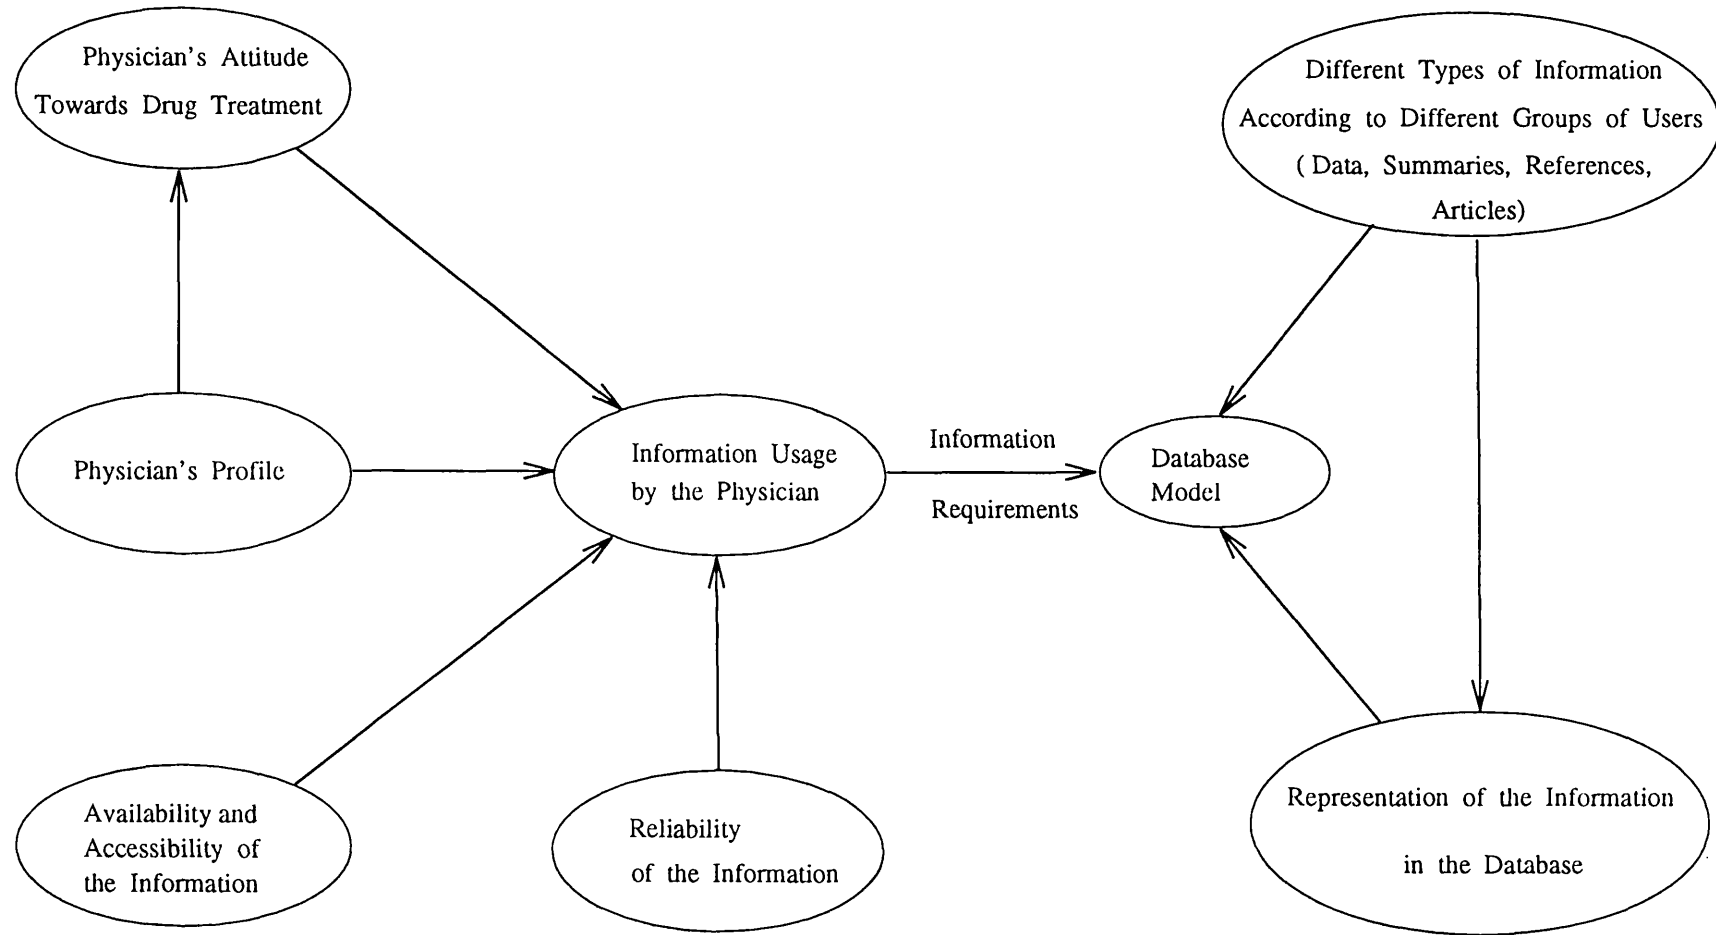 Physician's Attitude
Towards Drug Treatment
Different Types of Information
According to Different Groups of Users
( Data, Summaries, References,
Articles)
Physician's Profile
Information Usage
by the Physician
Information
Requirements
Database
Model
Availability and
Accessibility of
the Information
Reliability
of the Information
Representation of the Information
in the Database